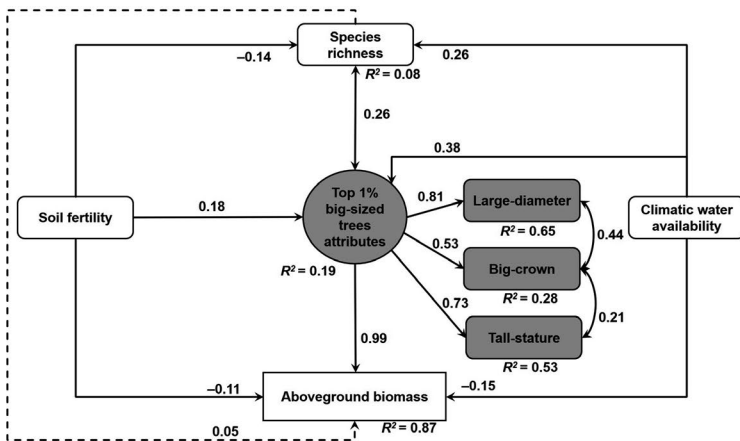 Species
richness
–0.14
0.26
R² = 0.08
0.26
0.38
Top 1%
big-sized
trees
attributes
0.81
Large-diameter
Soil fertility
0.18
Climatic water
availability
R² = 0.65
0.44
0.53
Big-crown
R² = 0.19
R² = 0.28
0.73
0.21
Tall-stature
0.99
R² = 0.53
–0.11
Aboveground biomass
–0.15
0.05
R² = 0.87